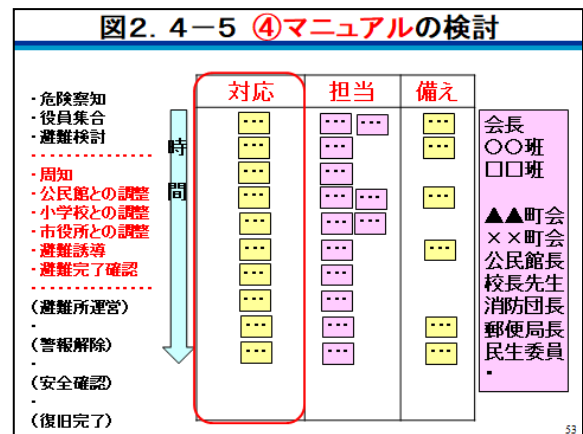 図2.4-5 ④マニュアルの検討
・危険察知
・役員集合
・避難検討
・・・・・・・・・・・・・
・周知
・公民館との調整
・小学校との調整
・市役所との調整
・避難誘導
・避難完了確認
・・・・・・・・・・・・・
(避難所運営)
・
(警報解除)
・
(安全確認)
・
(復旧完了)
時
間
対応 担当 備え
… … … …
… … …
… …
… … … …
… … …
… … …
… …
… …
… … …
… … …
会長
○○班
□□班
▲▲町会
××町会
公民館長
校長先生
消防団長
郵便局長
民生委員
・
53